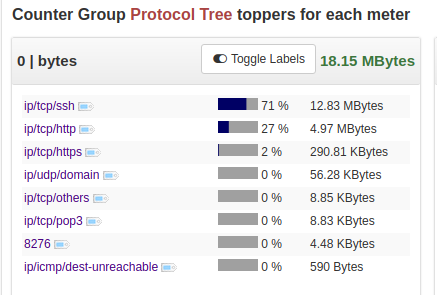 Counter Group Protocol Tree toppers for each meter
0 | bytes Toggle Labels 18.15 MBytes
ip/tcp/ssh 71 % 12.83 MBytes
ip/tcp/http 27 % 4.97 MBytes
ip/tcp/https 2 % 290.81 KBytes
ip/udp/domain 0 % 56.28 KBytes
ip/tcp/others 0 % 8.85 KBytes
ip/tcp/pop3 0 % 8.83 KBytes
8276 0 % 4.48 KBytes
ip/icmp/dest-unreachable 0 % 590 Bytes